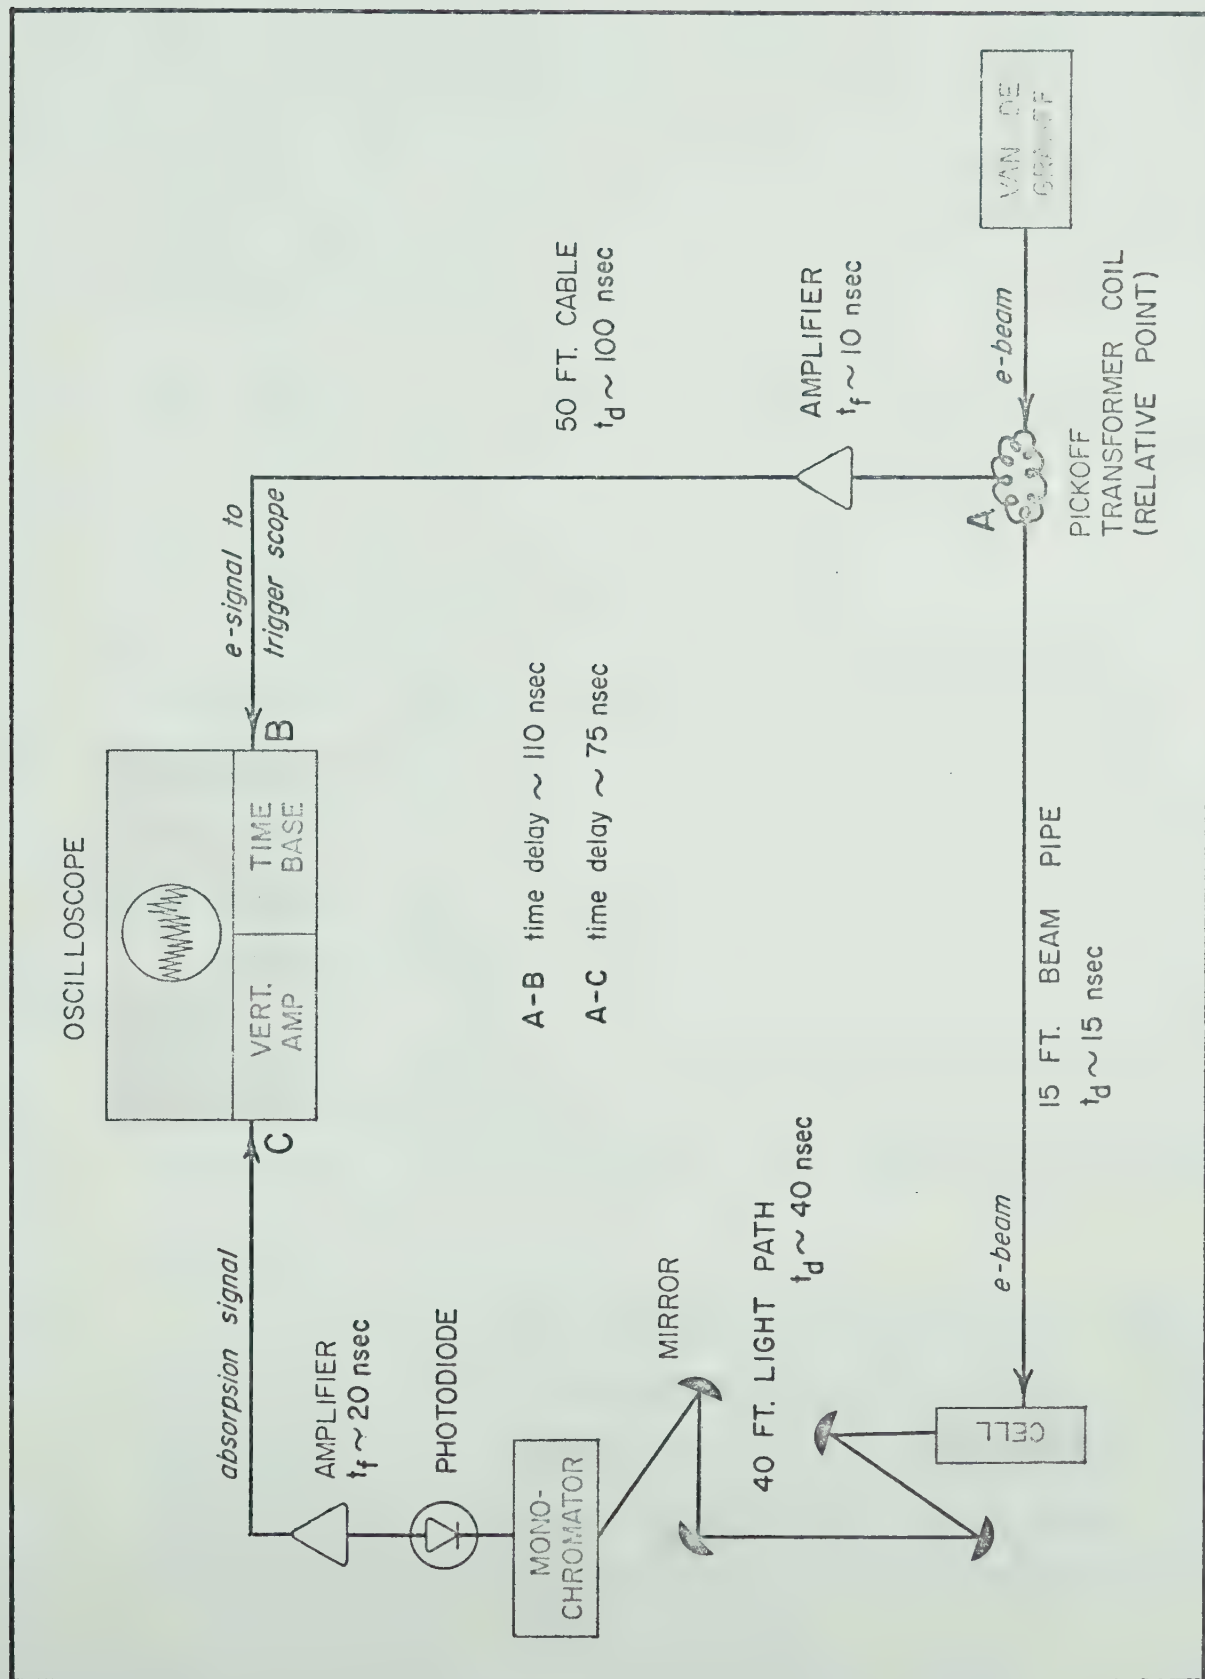 OSCILLOSCOPE
VERT.
AMP
TIME
BASE
C
B
absorpsion signal
e-signal to
trigger scope
AMPLIFIER
t_f ~ 20 nsec
PHOTODIODE
MONO-
CHROMATOR
MIRROR
40 FT. LIGHT PATH
t_d ~ 40 nsec
A-B time delay ~ 110 nsec
A-C time delay ~ 75 nsec
50 FT. CABLE
t_d ~ 100 nsec
AMPLIFIER
t_f ~ 10 nsec
CELL
e-beam
15 FT. BEAM PIPE
t_d ~ 15 nsec
A
PICKOFF
TRANSFORMER COIL
(RELATIVE POINT)
e-beam
VAN DE
GRAAFF